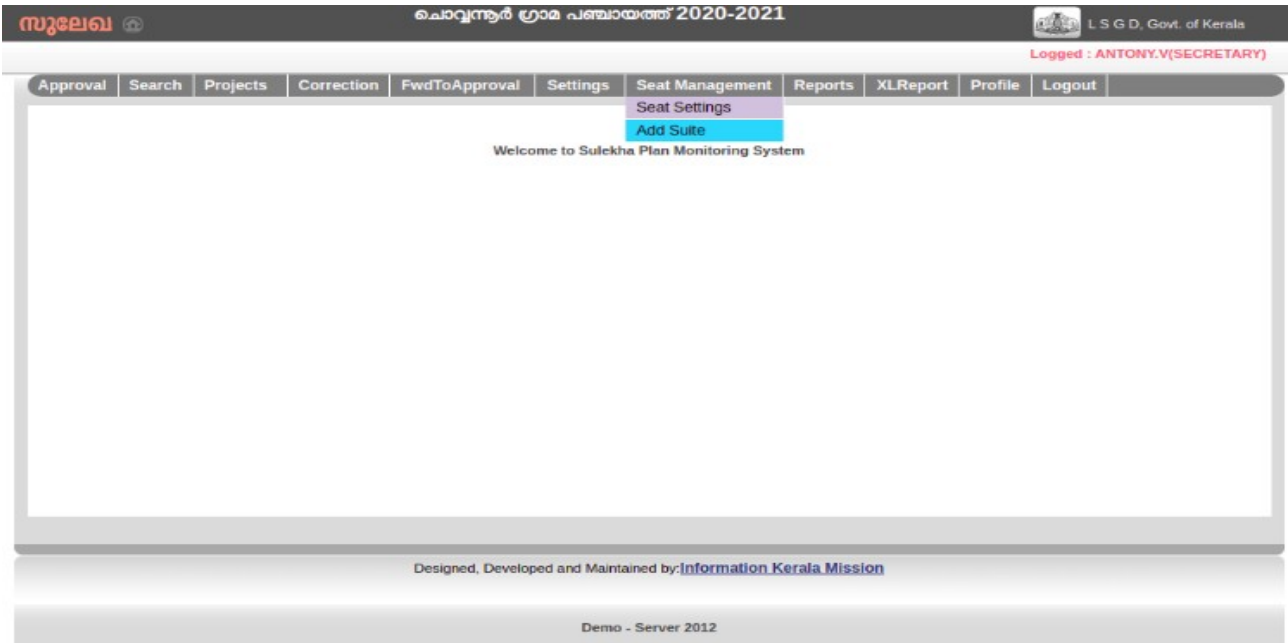 ചൊവ്വന്നൂർ ഗ്രാമ പഞ്ചായത്ത് 2020-2021
സുലേഖ
L S G D, Govt. of Kerala
Logged : ANTONY.V(SECRETARY)
Approval Search Projects Correction FwdToApproval Settings Seat Management Reports XLReport Profile Logout
Seat Settings
Add Suite
Welcome to Sulekha Plan Monitoring System
Designed, Developed and Maintained by:Information Kerala Mission
Demo - Server 2012